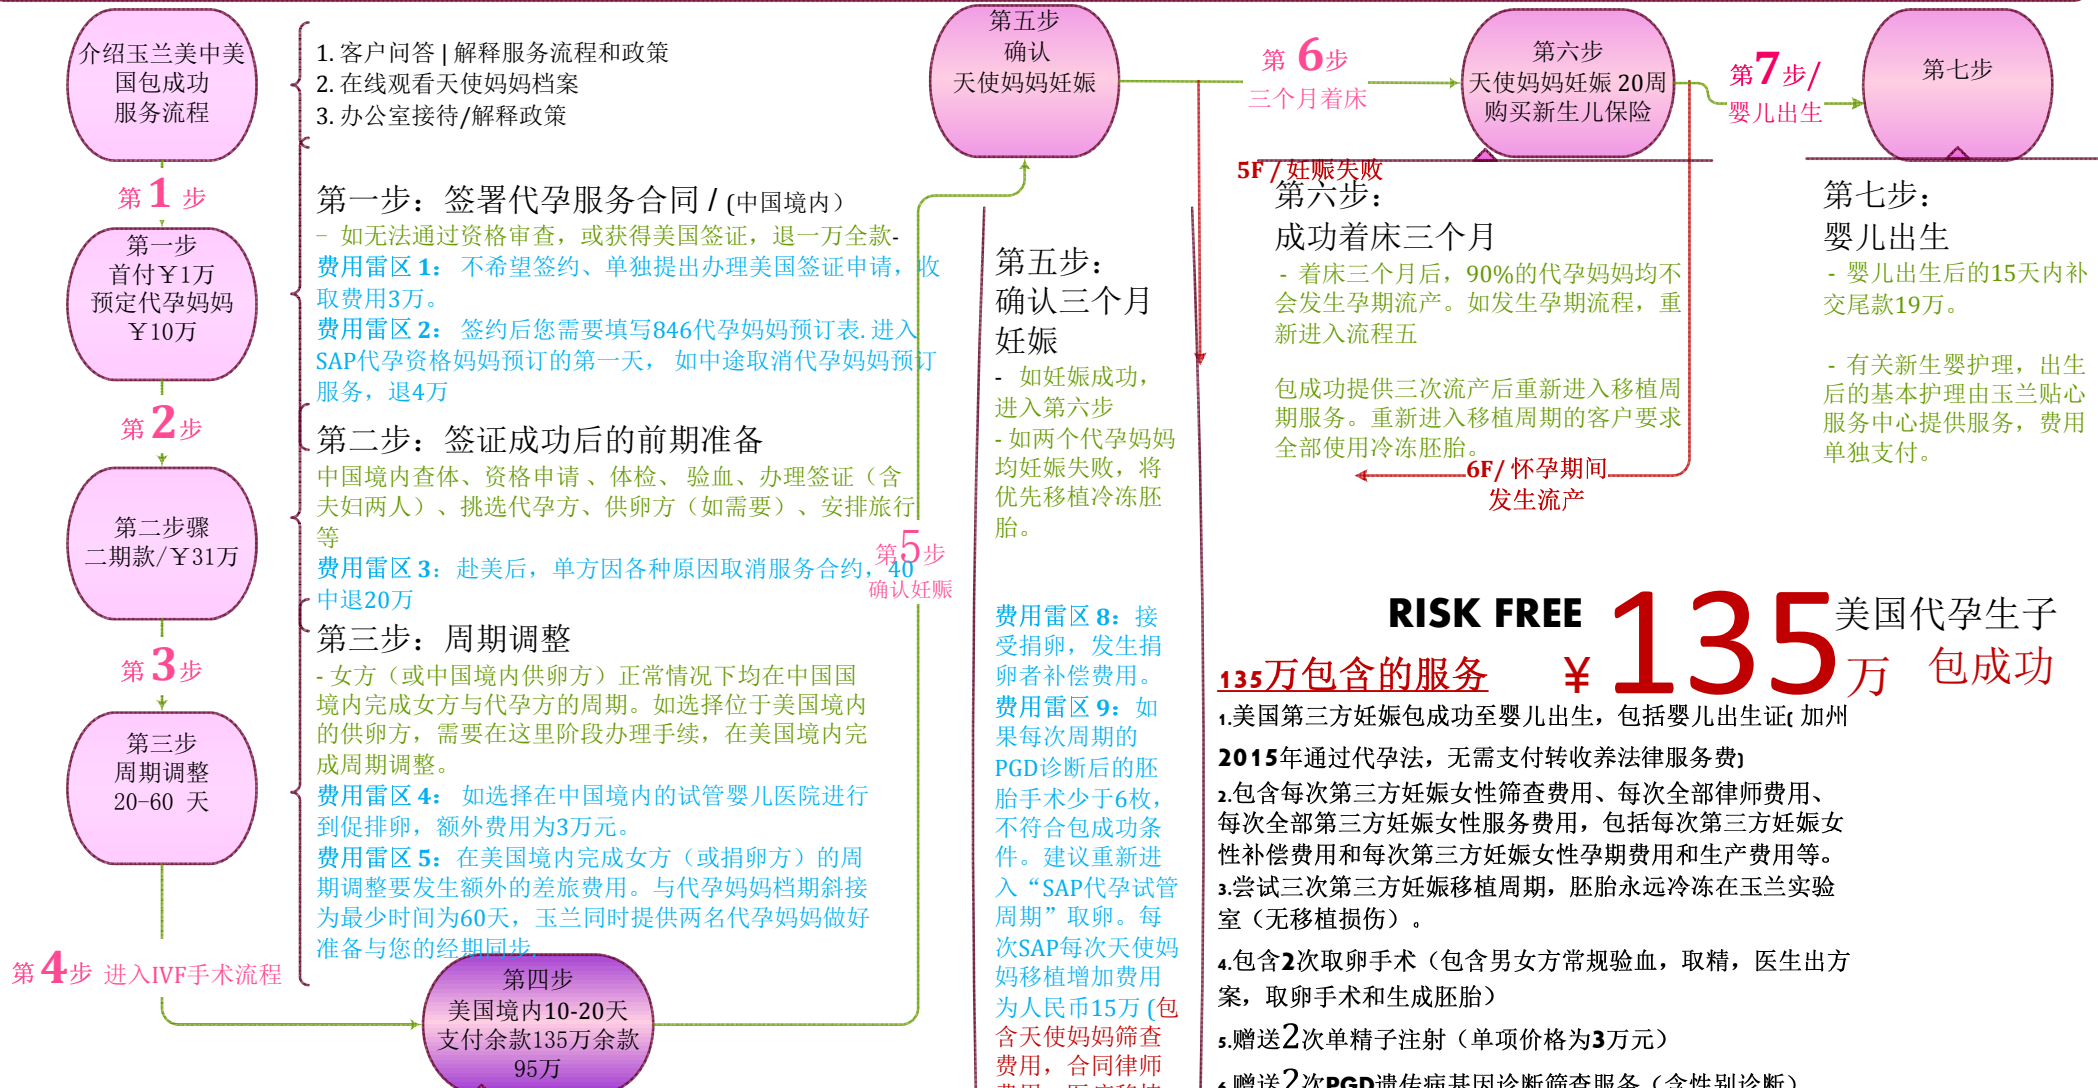 介绍玉兰美中美
国包成功
服务流程
1. 客户问答 | 解释服务流程和政策
2. 在线观看天使妈妈档案
3. 办公室接待/解释政策
第1步
第一步
首付￥1万
预定代孕妈妈
￥10万
第一步：签署代孕服务合同 / (中国境内）
– 如无法通过资格审查，或获得美国签证，退一万全款-
费用雷区 1： 不希望签约、单独提出办理美国签证申请，收
取费用3万。
费用雷区 2： 签约后您需要填写846代孕妈妈预订表. 进入
SAP代孕资格妈妈预订的第一天， 如中途取消代孕妈妈预订
服务，退4万
第2步
第二步骤
二期款/￥31万
第二步：签证成功后的前期准备
中国境内查体、资格申请 、体检、 验血、办理签证（含
夫妇两人）、挑选代孕方、供卵方（如需要）、安排旅行
等
费用雷区 3：赴美后，单方因各种原因取消服务合约，40
中退20万
第3步
第三步
周期调整
20-60 天
第三步：周期调整
- 女方（或中国境内供卵方）正常情况下均在中国国
境内完成女方与代孕方的周期。如选择位于美国境内
的供卵方，需要在这里阶段办理手续，在美国境内完
成周期调整。
费用雷区 4： 如选择在中国境内的试管婴儿医院进行
到促排卵，额外费用为3万元。
费用雷区 5：在美国境内完成女方（或捐卵方）的周
期调整要发生额外的差旅费用。与代孕妈妈档期斜接
为最少时间为60天，玉兰同时提供两名代孕妈妈做好
准备与您的经期同步.
第4步 进入IVF手术流程
第四步
美国境内10-20天
支付余款135万余款
95万
第5步
确认妊赈
第五步
确认
天使妈妈妊娠
第五步：
确认三个月
妊娠
- 如妊娠成功，
进入第六步
- 如两个代孕妈妈
均妊娠失败，将
优先移植冷冻胚
胎。
费用雷区 8：接
受捐卵，发生捐
卵者补偿费用。
费用雷区 9：如
果每次周期的
PGD诊断后的胚
胎手术少于6枚，
不符合包成功条
件。建议重新进
入“SAP代孕试管
周期”取卵。每
次SAP每次天使妈
妈移植增加费用
为人民币15万 (包
含天使妈妈筛查
费用，合同律师
第6步
三个月着床
5F / 妊赈失败
第六步
天使妈妈妊娠 20周
购买新生儿保险
第六步：
成功着床三个月
- 着床三个月后，90%的代孕妈妈均不
会发生孕期流产。如发生孕期流程，重
新进入流程五
包成功提供三次流产后重新进入移植周
期服务。重新进入移植周期的客户要求
全部使用冷冻胚胎。
6F/ 怀孕期间
发生流产
第7步/
婴儿出生
第七步
第七步：
婴儿出生
- 婴儿出生后的15天内补
交尾款19万。
- 有关新生婴护理，出生
后的基本护理由玉兰贴心
服务中心提供服务，费用
单独支付。
RISK FREE ￥135万 美国代孕生子
包成功
135万包含的服务
1.美国第三方妊娠包成功至婴儿出生，包括婴儿出生证( 加州
2015年通过代孕法，无需支付转收养法律服务费)
2.包含每次第三方妊娠女性筛查费用、每次全部律师费用、
每次全部第三方妊娠女性服务费用，包括每次第三方妊娠女
性补偿费用和每次第三方妊娠女性孕期费用和生产费用等。
3.尝试三次第三方妊娠移植周期，胚胎永远冷冻在玉兰实验
室（无移植损伤）。
4.包含2次取卵手术（包含男女方常规验血，取精，医生出方
案，取卵手术和生成胚胎）
5.赠送2次单精子注射（单项价格为3万元）
6.赠送2次PGD遗传病基因诊断筛查服务（含性别诊断）